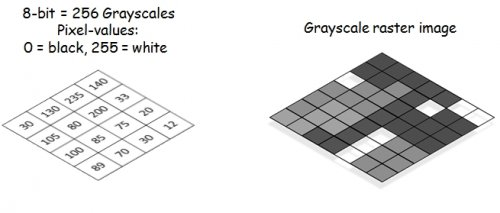 8-bit = 256 Grayscales
Pixel-values:
0 = black, 255 = white
30 130 235 140
105 80 200 33
100 85 75 20
89 70 30 12
Grayscale raster image